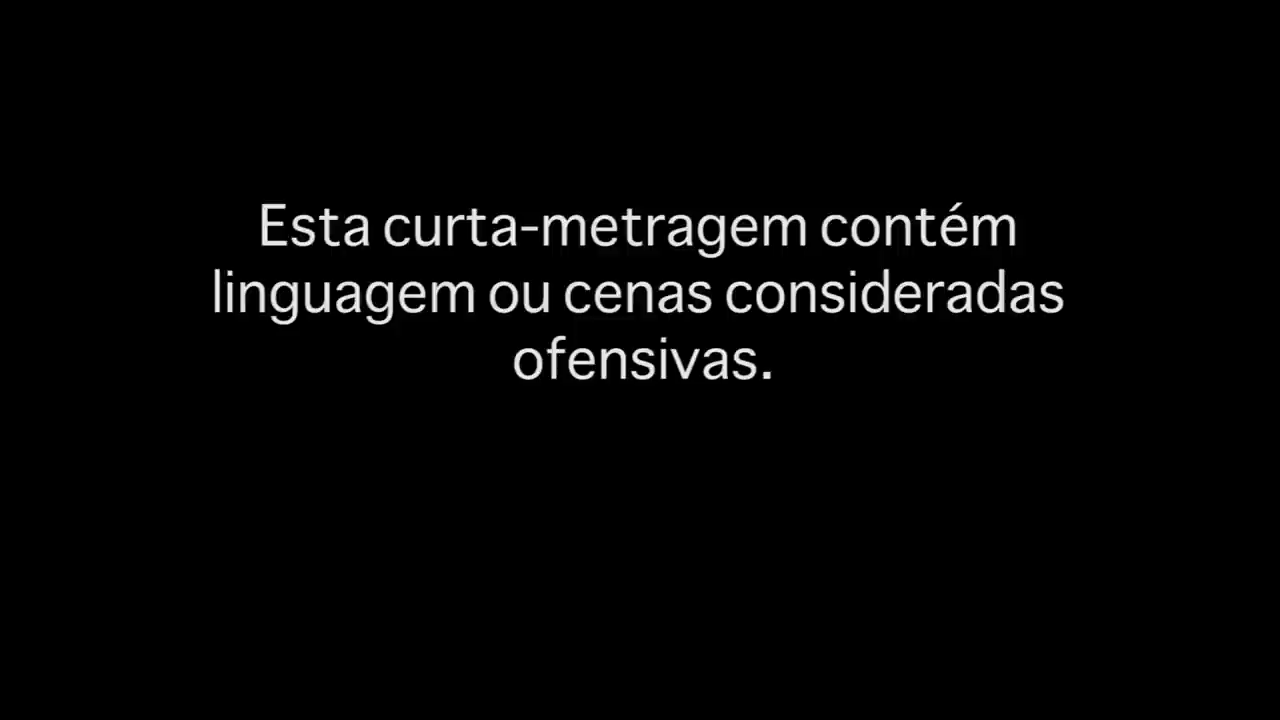 Esta curta-metragem contém
linguagem ou cenas consideradas
ofensivas.